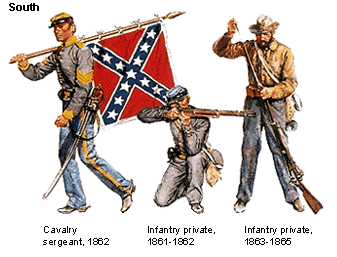 South
Cavalry
sergeant, 1862
Infantry private,
1861-1862
Infantry private,
1863-1865